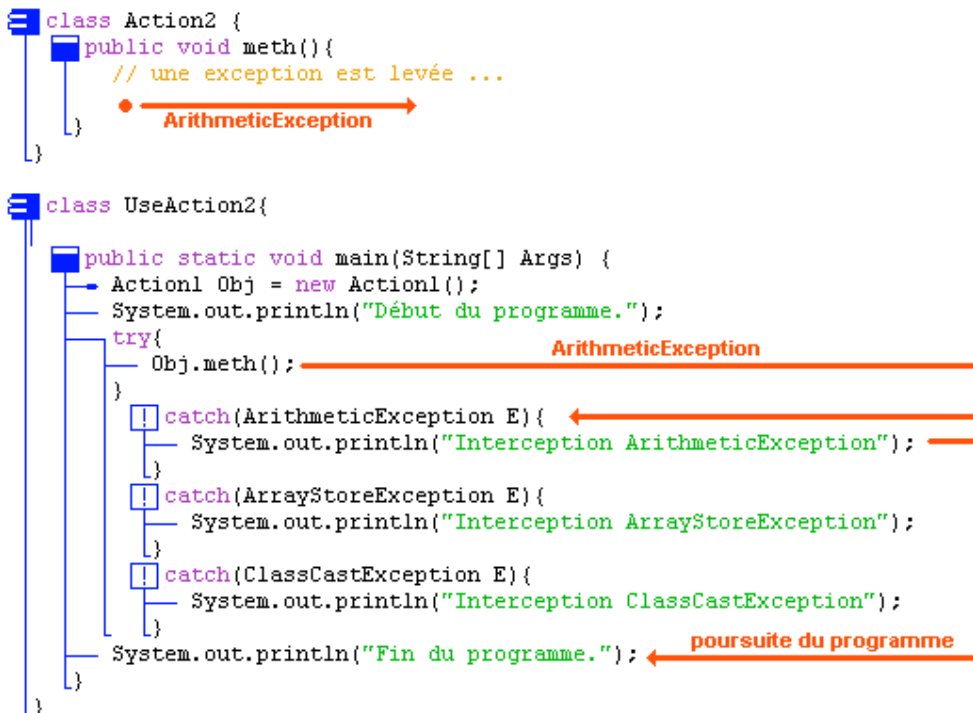 class Action2 {
public void meth(){
// une exception est levée ...
ArithmeticException
}
}
class UseAction2{
public static void main(String[] Args) {
Action1 Obj = new Action1();
System.out.println("Début du programme.");
try{
ArithmeticException
Obj.meth();
}
catch(ArithmeticException E){
System.out.println("Interception ArithmeticException");
}
catch(ArrayStoreException E){
System.out.println("Interception ArrayStoreException");
}
catch(ClassCastException E){
System.out.println("Interception ClassCastException");
}
poursuite du programme
System.out.println("Fin du programme.");
}
}